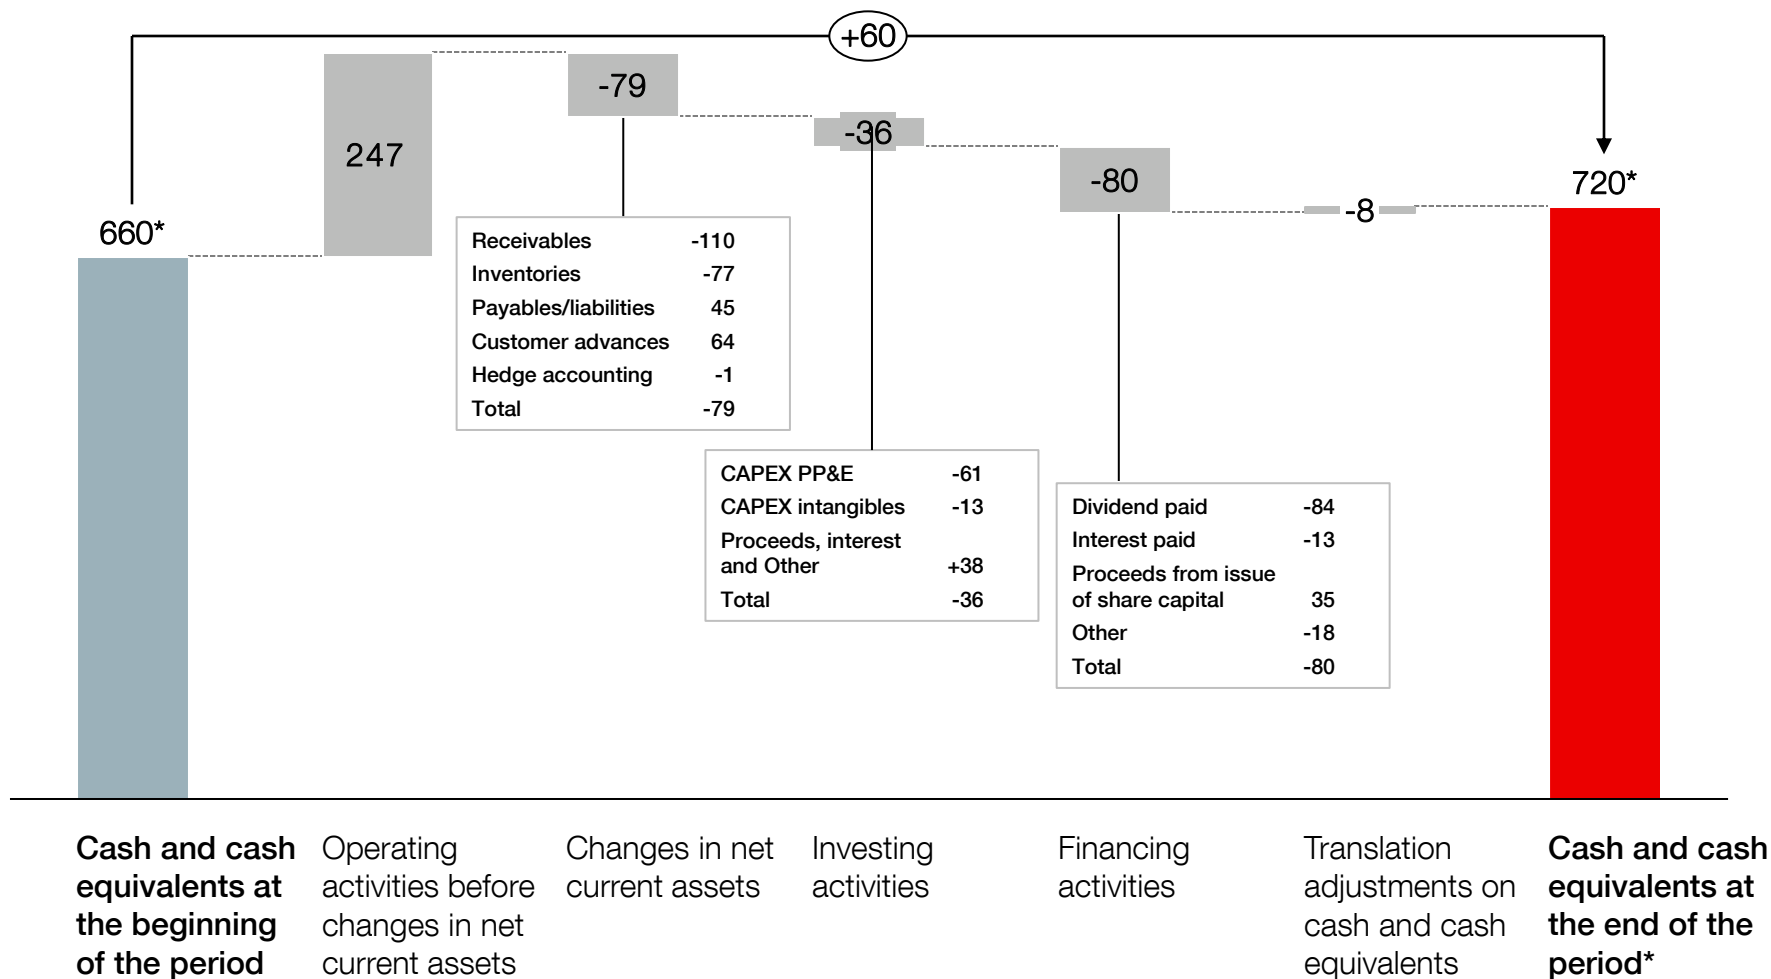 +60
660*
247
-79
-36
-80
-8
720*
Receivables -110
Inventories -77
Payables/liabilities 45
Customer advances 64
Hedge accounting -1
Total -79
CAPEX PP&E -61
CAPEX intangibles -13
Proceeds, interest
and Other +38
Total -36
Dividend paid -84
Interest paid -13
Proceeds from issue
of share capital 35
Other -18
Total -80
Cash and cash
equivalents at
the beginning
of the period
Operating
activities before
changes in net
current assets
Changes in net
current assets
Investing
activities
Financing
activities
Translation
adjustments on
cash and cash
equivalents
Cash and cash
equivalents at
the end of the
period*